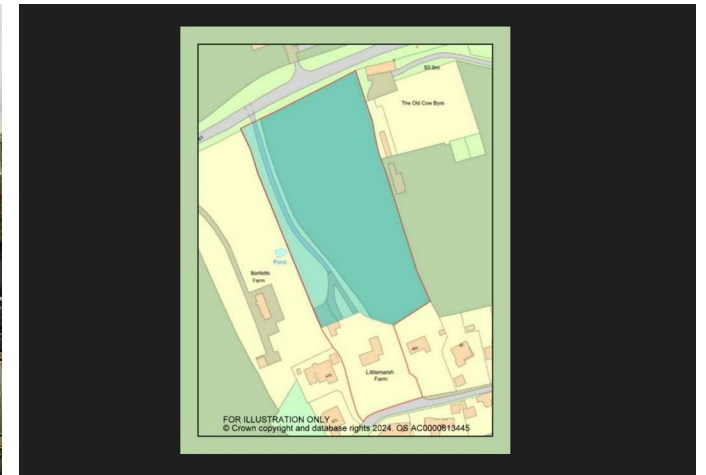 50.9m
The Old Cow Byre
Pond
Bartletts
Farm
Littlemarsh
Farm
FOR ILLUSTRATION ONLY
© Crown copyright and database rights 2024. OS AC0000813445